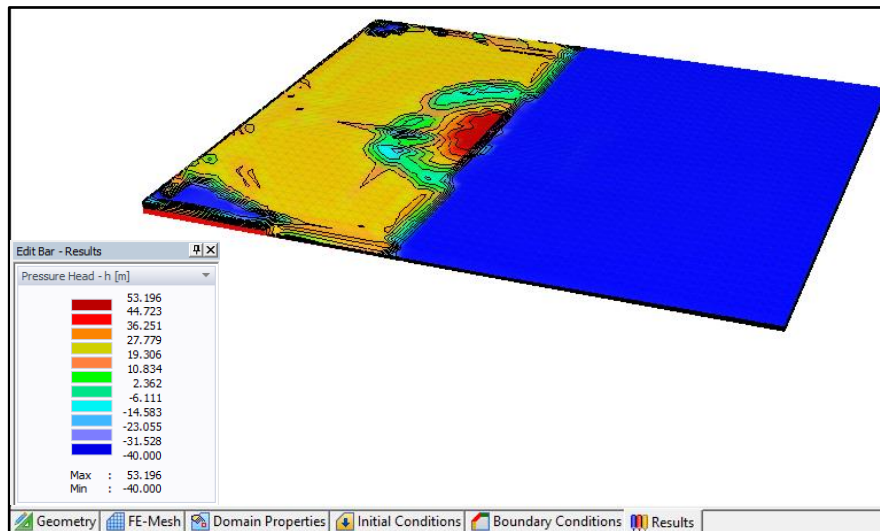 Edit Bar - Results
Pressure Head - h [m]
53.196
44.723
36.251
27.779
19.306
10.834
2.362
-6.111
-14.583
-23.055
-31.528
-40.000
Max : 53.196
Min : -40.000
Geometry FE-Mesh Domain Properties Initial Conditions Boundary Conditions Results